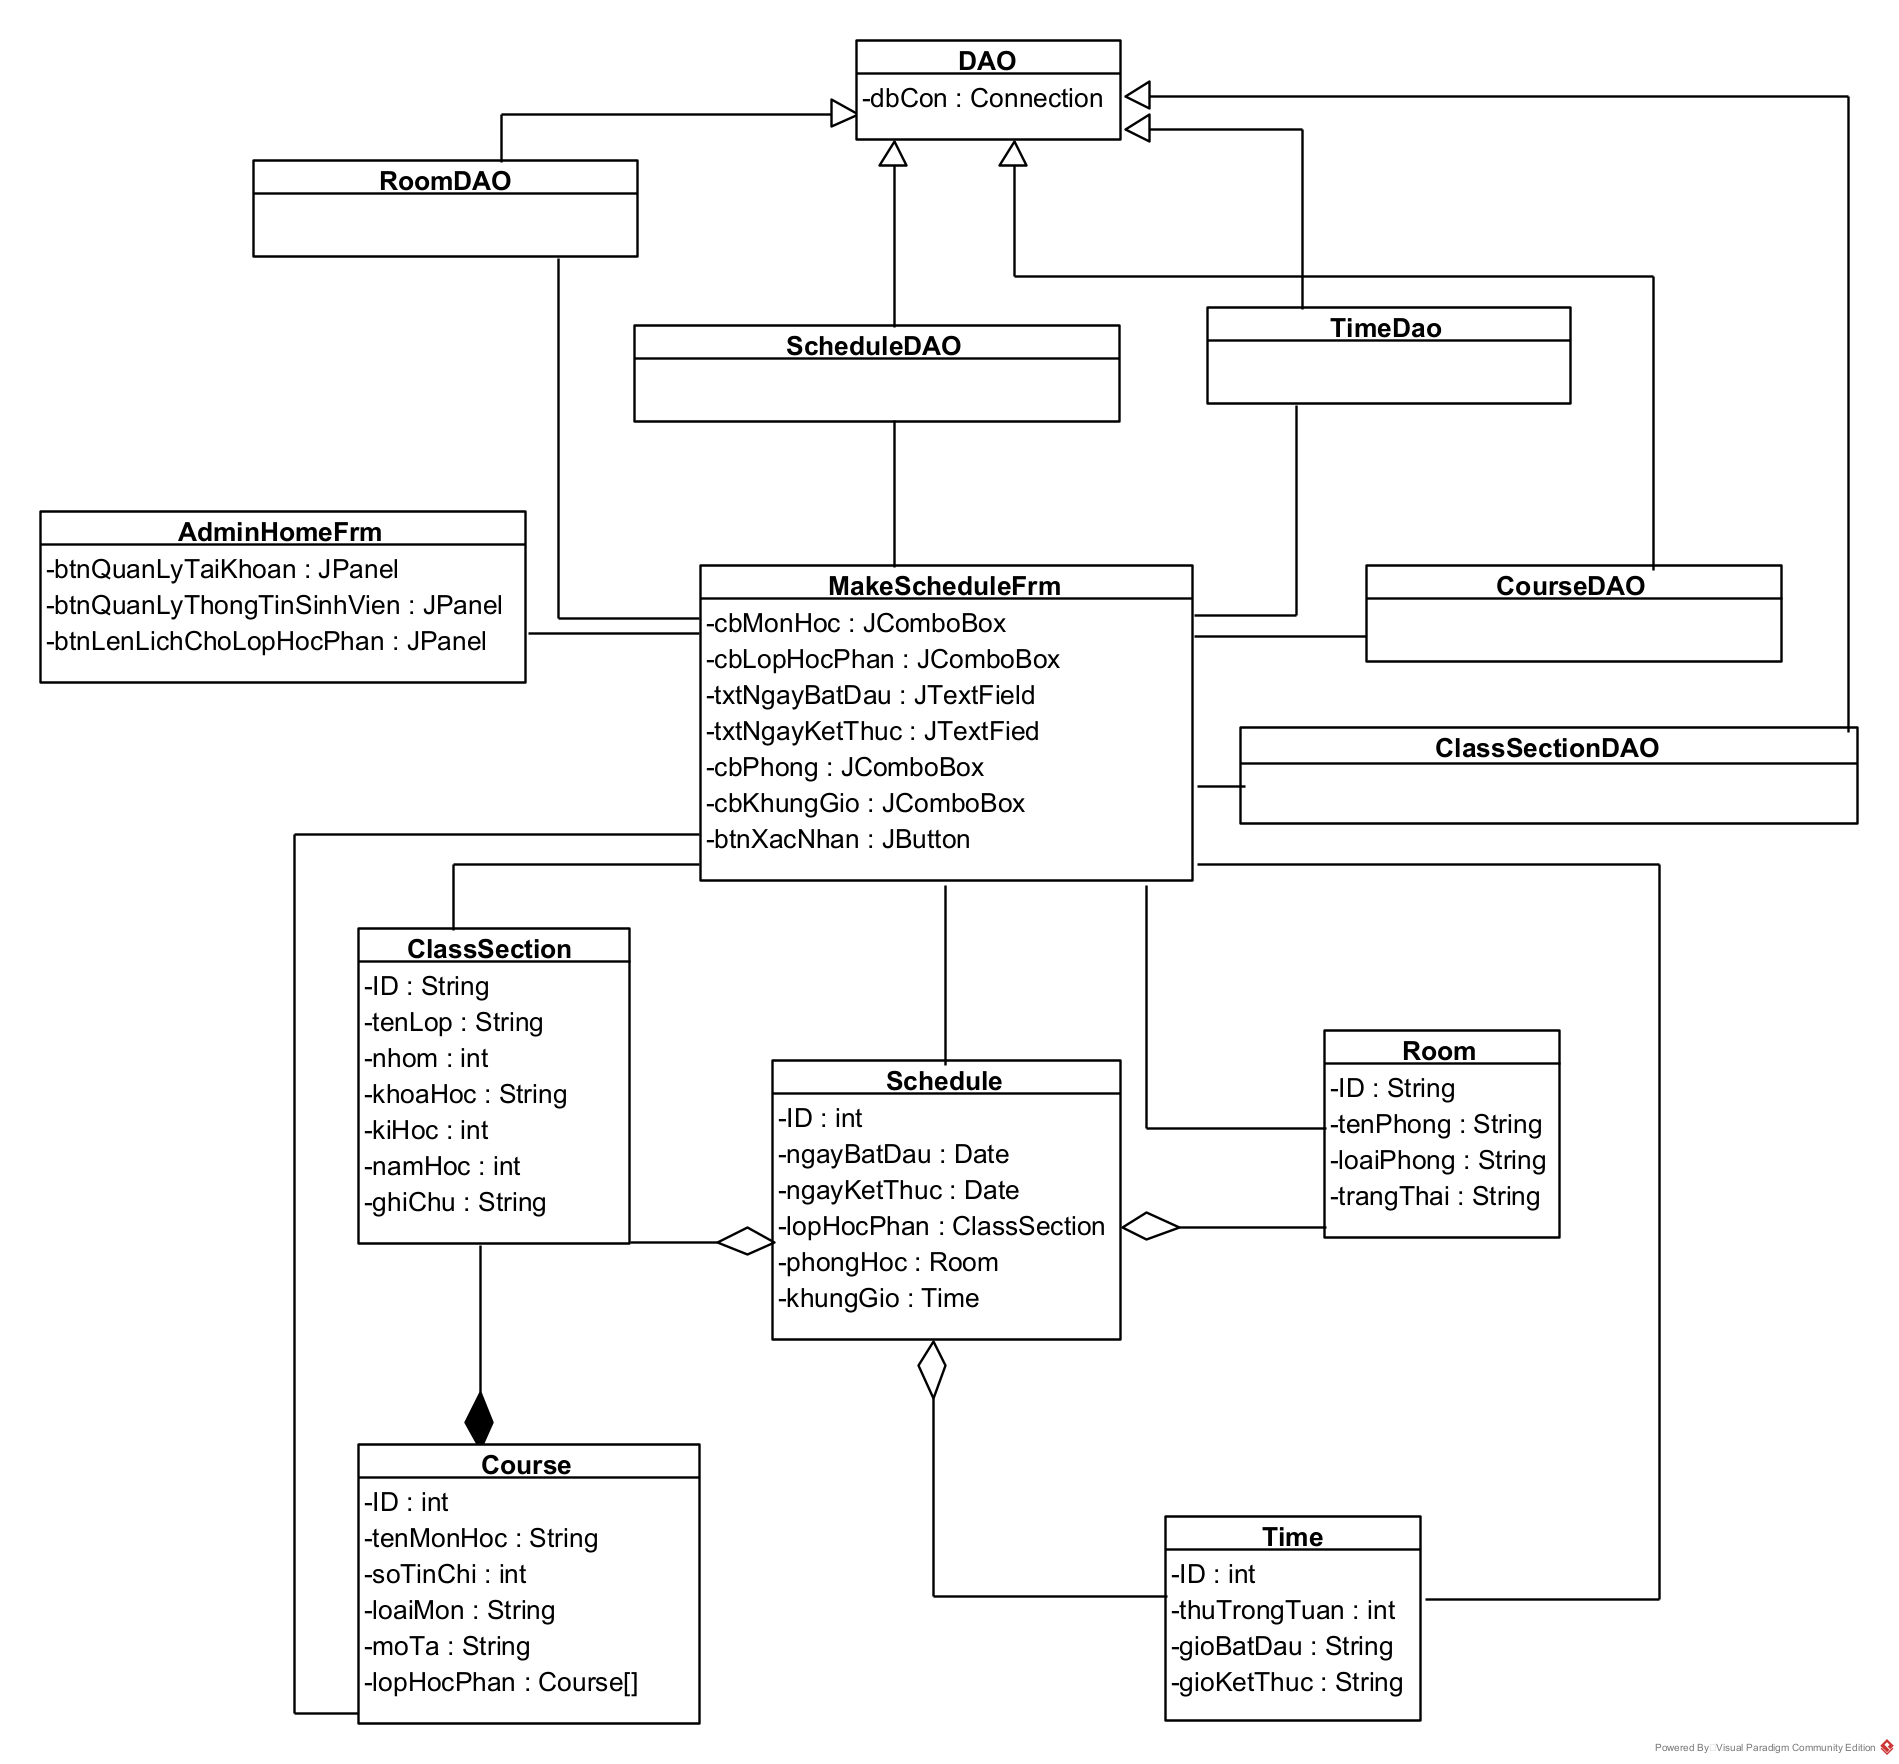 DAO
-dbCon : Connection
RoomDAO
ScheduleDAO
TimeDao
AdminHomeFrm
-btnQuanLyTaiKhoan : JPanel
-btnQuanLyThongTinSinhVien : JPanel
-btnLenLichChoLopHocPhan : JPanel
MakeScheduleFrm
-cbMonHoc : JComboBox
-cbLopHocPhan : JComboBox
-txtNgayBatDau : JTextField
-txtNgayKetThuc : JTextFied
-cbPhong : JComboBox
-cbKhungGio : JComboBox
-btnXacNhan : JButton
CourseDAO
ClassSectionDAO
ClassSection
-ID : String
-tenLop : String
-nhom : int
-khoaHoc : String
-kiHoc : int
-namHoc : int
-ghiChu : String
Schedule
-ID : int
-ngayBatDau : Date
-ngayKetThuc : Date
-lopHocPhan : ClassSection
-phongHoc : Room
-khungGio : Time
Room
-ID : String
-tenPhong : String
-loaiPhong : String
-trangThai : String
Course
-ID : int
-tenMonHoc : String
-soTinChi : int
-loaiMon : String
-moTa : String
-lopHocPhan : Course[]
Time
-ID : int
-thuTrongTuan : int
-gioBatDau : String
-gioKetThuc : String
Powered By Visual Paradigm Community Edition